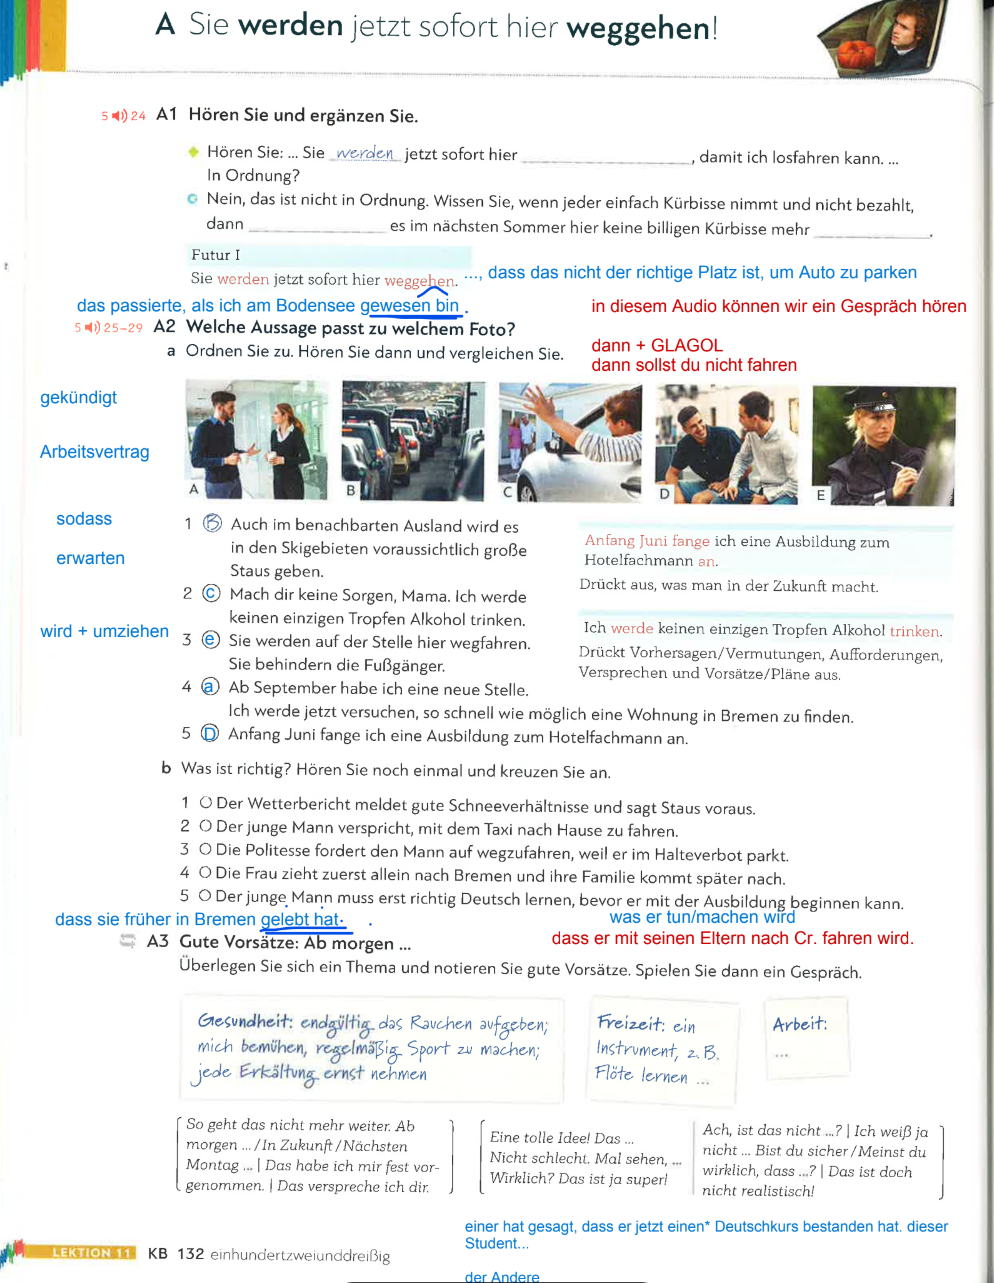 A Sie werden jetzt sofort hier weggehen!
5 24 A1 Hören Sie und ergänzen Sie.
Hören Sie: ... Sie werden jetzt sofort hier ____, damit ich losfahren kann. ...
In Ordnung?
Nein, das ist nicht in Ordnung. Wissen Sie, wenn jeder einfach Kürbisse nimmt und nicht bezahlt,
dann ____ es im nächsten Sommer hier keine billigen Kürbisse mehr ____.
Futur I
Sie werden jetzt sofort hier weggehen.
..., dass das nicht der richtige Platz ist, um Auto zu parken
das passierte, als ich am Bodensee gewesen bin .
in diesem Audio können wir ein Gespräch hören
5 25–29 A2 Welche Aussage passt zu welchem Foto?
a Ordnen Sie zu. Hören Sie dann und vergleichen Sie.
dann + GLAGOL
dann sollst du nicht fahren
gekündigt
Arbeitsvertrag
A
B
C
D
E
sodass
erwarten
wird + umziehen
1 B Auch im benachbarten Ausland wird es
in den Skigebieten voraussichtlich große
Staus geben.
2 C Mach dir keine Sorgen, Mama. Ich werde
keinen einzigen Tropfen Alkohol trinken.
3 e Sie werden auf der Stelle hier wegfahren.
Sie behindern die Fußgänger.
4 a Ab September habe ich eine neue Stelle.
Ich werde jetzt versuchen, so schnell wie möglich eine Wohnung in Bremen zu finden.
5 D Anfang Juni fange ich eine Ausbildung zum Hotelfachmann an.
Anfang Juni fange ich eine Ausbildung zum
Hotelfachmann an.
Drückt aus, was man in der Zukunft macht.
Ich werde keinen einzigen Tropfen Alkohol trinken.
Drückt Vorhersagen/Vermutungen, Aufforderungen,
Versprechen und Vorsätze/Pläne aus.
b Was ist richtig? Hören Sie noch einmal und kreuzen Sie an.
1 O Der Wetterbericht meldet gute Schneeverhältnisse und sagt Staus voraus.
2 O Der junge Mann verspricht, mit dem Taxi nach Hause zu fahren.
3 O Die Politesse fordert den Mann auf wegzufahren, weil er im Halteverbot parkt.
4 O Die Frau zieht zuerst allein nach Bremen und ihre Familie kommt später nach.
5 O Der junge Mann muss erst richtig Deutsch lernen, bevor er mit der Ausbildung beginnen kann.
dass sie früher in Bremen gelebt hat. .
was er tun/machen wird
dass er mit seinen Eltern nach Cr. fahren wird.
A3 Gute Vorsätze: Ab morgen ...
Überlegen Sie sich ein Thema und notieren Sie gute Vorsätze. Spielen Sie dann ein Gespräch.
Gesundheit: endgültig das Rauchen aufgeben;
mich bemühen, regelmäßig Sport zu machen;
jede Erkältung ernst nehmen
Freizeit: ein
Instrument, z.B.
Flöte lernen ...
Arbeit:
...
So geht das nicht mehr weiter. Ab
morgen ... / In Zukunft / Nächsten
Montag ... | Das habe ich mir fest vor-
genommen. | Das verspreche ich dir.
Eine tolle Idee! Das ...
Nicht schlecht. Mal sehen, ...
Wirklich? Das ist ja super!
Ach, ist das nicht ...? | Ich weiß ja
nicht ... Bist du sicher / Meinst du
wirklich, dass ...? | Das ist doch
nicht realistisch!
einer hat gesagt, dass er jetzt einen* Deutschkurs bestanden hat. dieser
Student...
der Andere
LEKTION 11 KB 132 einhundertzweiunddreißig